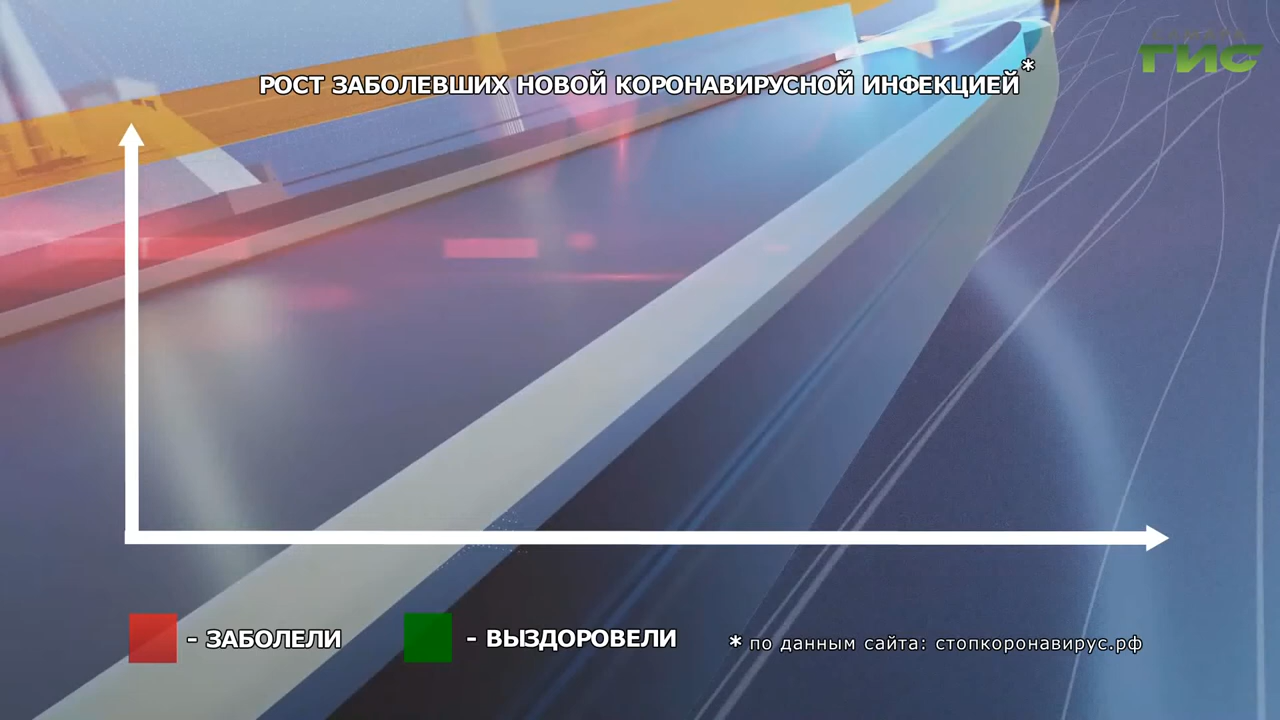 РОСТ ЗАБОЛЕВШИХ НОВОЙ КОРОНАВИРУСНОЙ ИНФЕКЦИЕЙ*
ГИС
- ЗАБОЛЕЛИ
- ВЫЗДОРОВЕЛИ
* по данным сайта: стопкоронавирус.рф